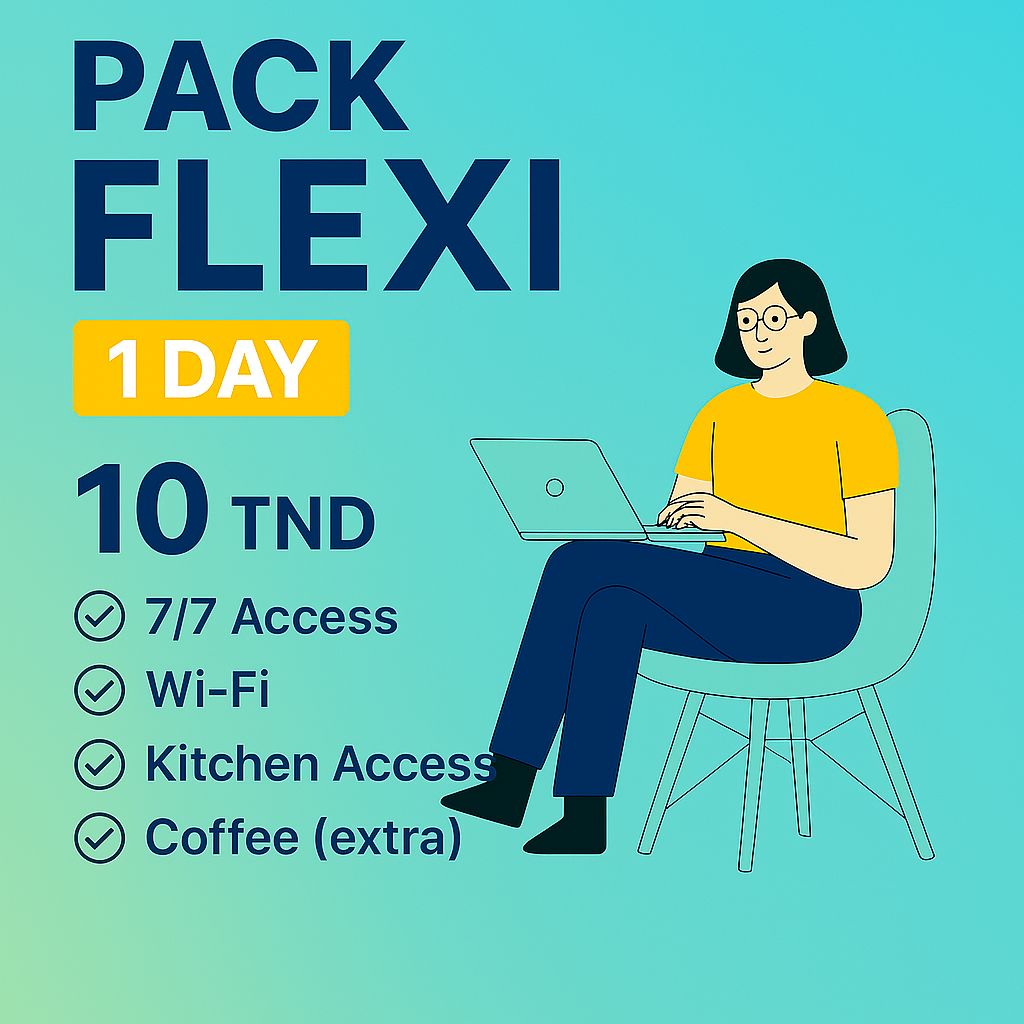 PACK
FLEXI
1 DAY
10 TND
7/7 Access
Wi-Fi
Kitchen Access
Coffee (extra)